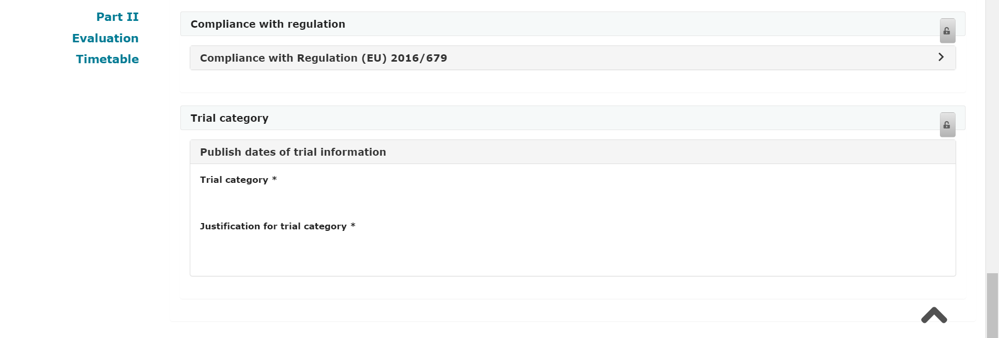 Part II
Evaluation
Timetable
Compliance with regulation
Compliance with Regulation (EU) 2016/679
Trial category
Publish dates of trial information
Trial category *
Justification for trial category *